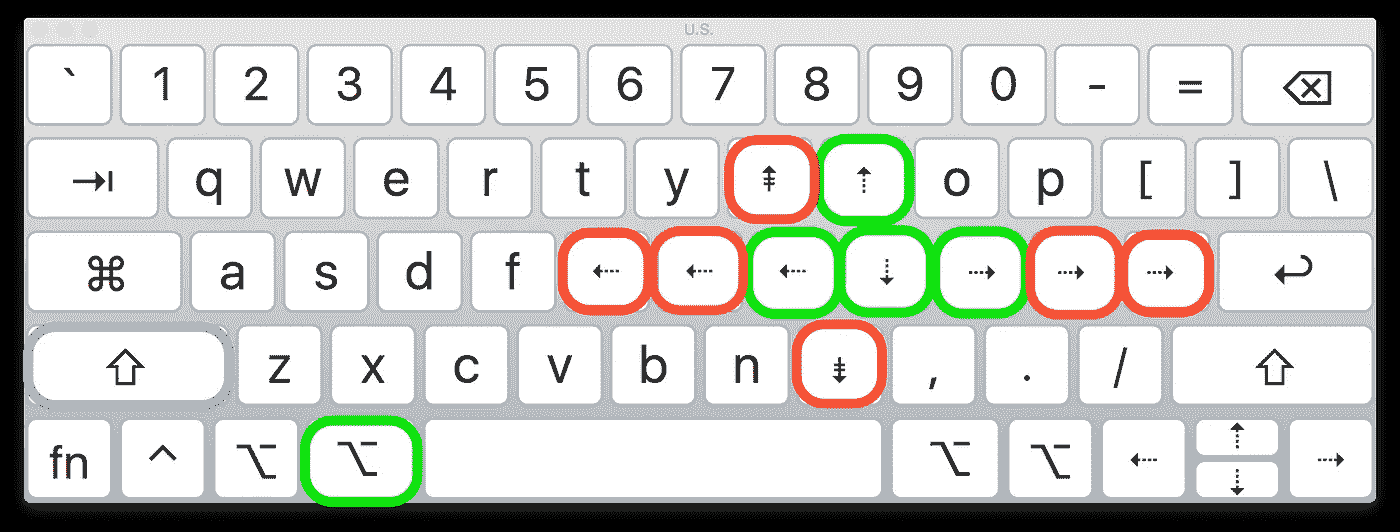 U.S.
` 1 2 3 4 5 6 7 8 9 0 - = ⌫
⇥ q w e r t y ⇞ ⇡ o p [ ] \
⌘ a s d f ⇠ ⇠ ⇠ ⇣ ⇢ ⇢ ⇢ ↩
⇧ z x c v b n ⇟ , . / ⇧
fn ^ ⌥ ⌥ ⌥ ⌥ ⇠ ⇡ ⇣ ⇢